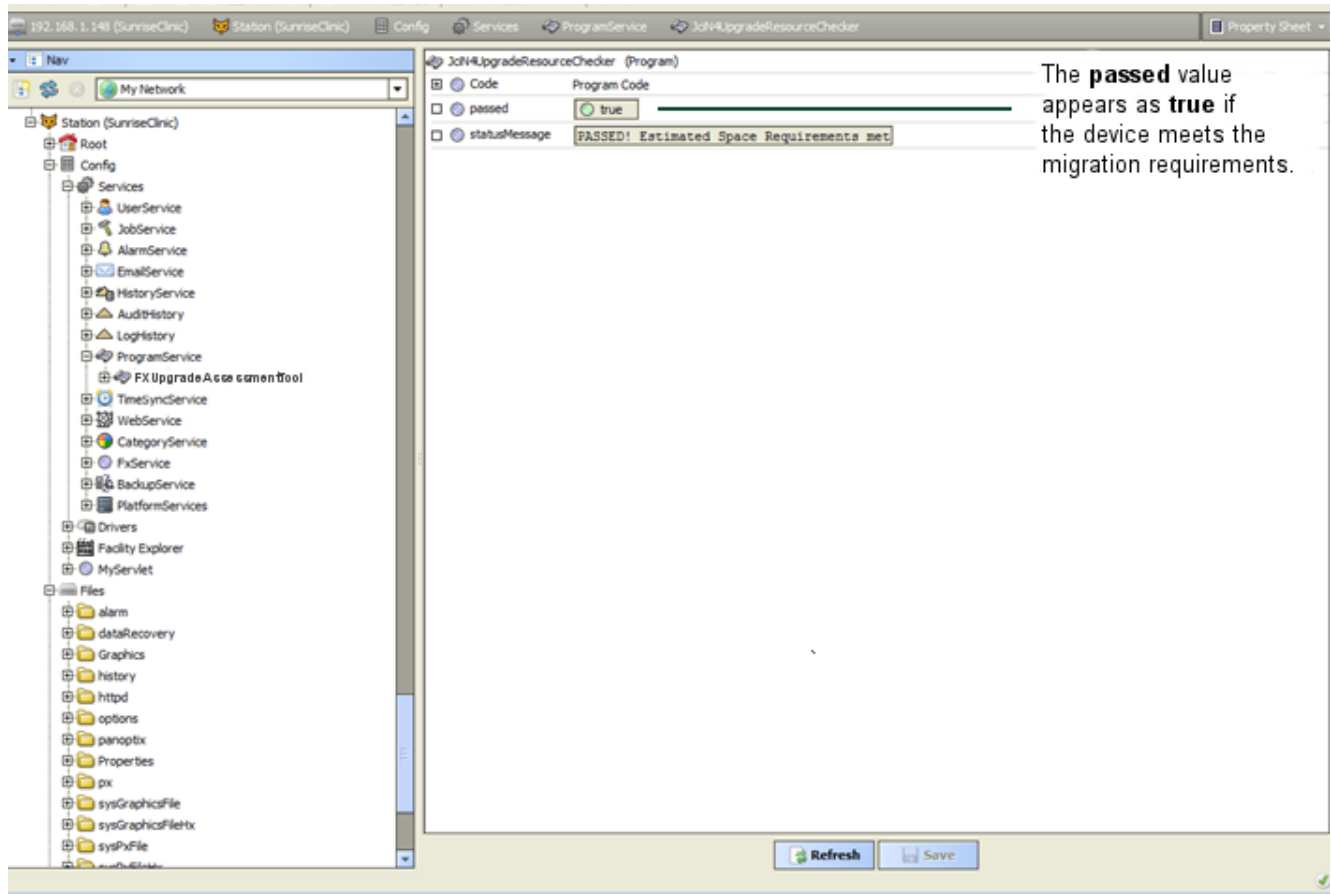 192.168.1.148 (SunriseClinic) Station (SunriseClinic) Config Services ProgramService JciN4UpgradeResourceChecker Property Sheet
Nav
My Network
Station (SunriseClinic)
Root
Config
Services
UserService
JobService
AlarmService
EmailService
HistoryService
AuditHistory
LogHistory
ProgramService
FX Upgrade Assessment Tool
TimeSyncService
WebService
CategoryService
FxService
BackupService
PlatformServices
Drivers
Facility Explorer
MyServlet
Files
alarm
dataRecovery
Graphics
history
httpd
options
panoptix
Properties
px
sysGraphicsFile
sysGraphicsFileHx
sysPxFile
JciN4UpgradeResourceChecker (Program)
Code Program Code
passed true
statusMessage PASSED! Estimated Space Requirements met
The passed value
appears as true if
the device meets the
migration requirements.
Refresh Save